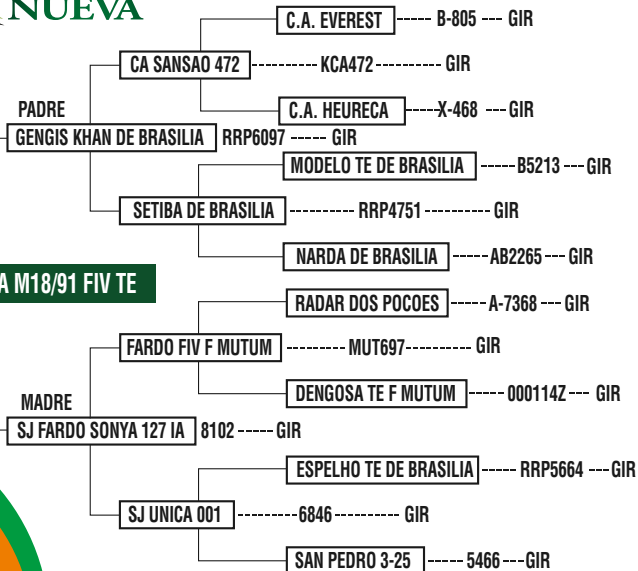 NUEVA
C.A. EVEREST ----- B-805 --- GIR
CA SANSAO 472 ---------- KCA472 ---------- GIR
C.A. HEURECA -----X-468 --- GIR
PADRE
GENGIS KHAN DE BRASILIA RRP6097 ----- GIR
MODELO TE DE BRASILIA -----B5213 --- GIR
SETIBA DE BRASILIA ---------- RRP4751 ---------- GIR
NARDA DE BRASILIA -----AB2265--- GIR
A M18/91 FIV TE
RADAR DOS POCOES ----- A-7368 --- GIR
FARDO FIV F MUTUM --------- MUT697---------- GIR
DENGOSA TE F MUTUM ----- 000114Z --- GIR
MADRE
SJ FARDO SONYA 127 IA 8102 ----- GIR
ESPELHO TE DE BRASILIA ----- RRP5664 ---GIR
SJ UNICA 001 ---------6846 ---------- GIR
SAN PEDRO 3-25 ----- 5466 ---GIR